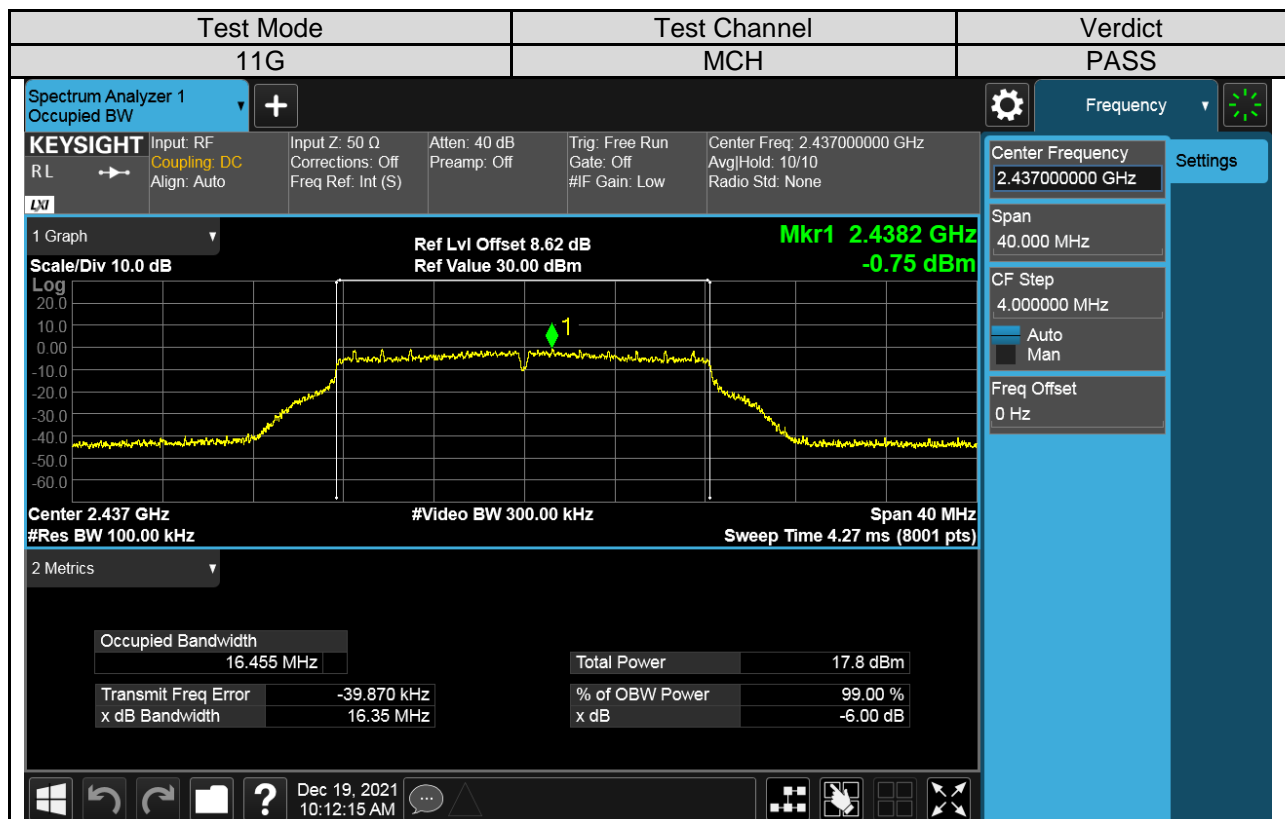 Test Mode Test Channel Verdict
11G MCH PASS
Spectrum Analyzer 1
Occupied BW
Frequency
KEYSIGHT
R L
LXI
Input: RF
Coupling: DC
Align: Auto
Input Z: 50 Ω
Corrections: Off
Freq Ref: Int (S)
Atten: 40 dB
Preamp: Off
Trig: Free Run
Gate: Off
#IF Gain: Low
Center Freq: 2.437000000 GHz
Avg|Hold: 10/10
Radio Std: None
Center Frequency
2.437000000 GHz
Settings
Span
40.000 MHz
CF Step
4.000000 MHz
Auto
Man
Freq Offset
0 Hz
1 Graph
Scale/Div 10.0 dB
Ref Lvl Offset 8.62 dB
Ref Value 30.00 dBm
Mkr1 2.4382 GHz
-0.75 dBm
Log
20.0
10.0
0.00
-10.0
-20.0
-30.0
-40.0
-50.0
-60.0
1
Center 2.437 GHz
#Res BW 100.00 kHz
#Video BW 300.00 kHz
Span 40 MHz
Sweep Time 4.27 ms (8001 pts)
2 Metrics
Occupied Bandwidth
16.455 MHz
Total Power 17.8 dBm
Transmit Freq Error -39.870 kHz
% of OBW Power 99.00 %
x dB Bandwidth 16.35 MHz
x dB -6.00 dB
?
Dec 19, 2021
10:12:15 AM